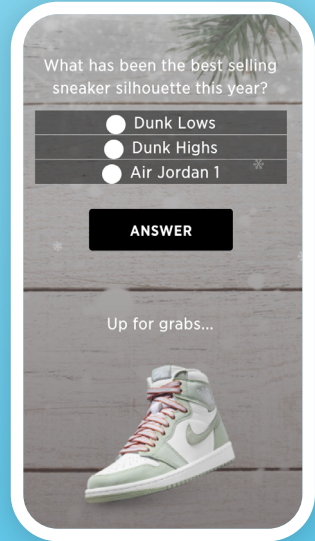 What has been the best selling
sneaker silhouette this year?
Dunk Lows
Dunk Highs
Air Jordan 1
ANSWER
Up for grabs...